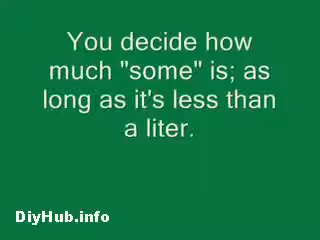 You decide how
much "some" is; as
long as it's less than
a liter.
DiyHub.info